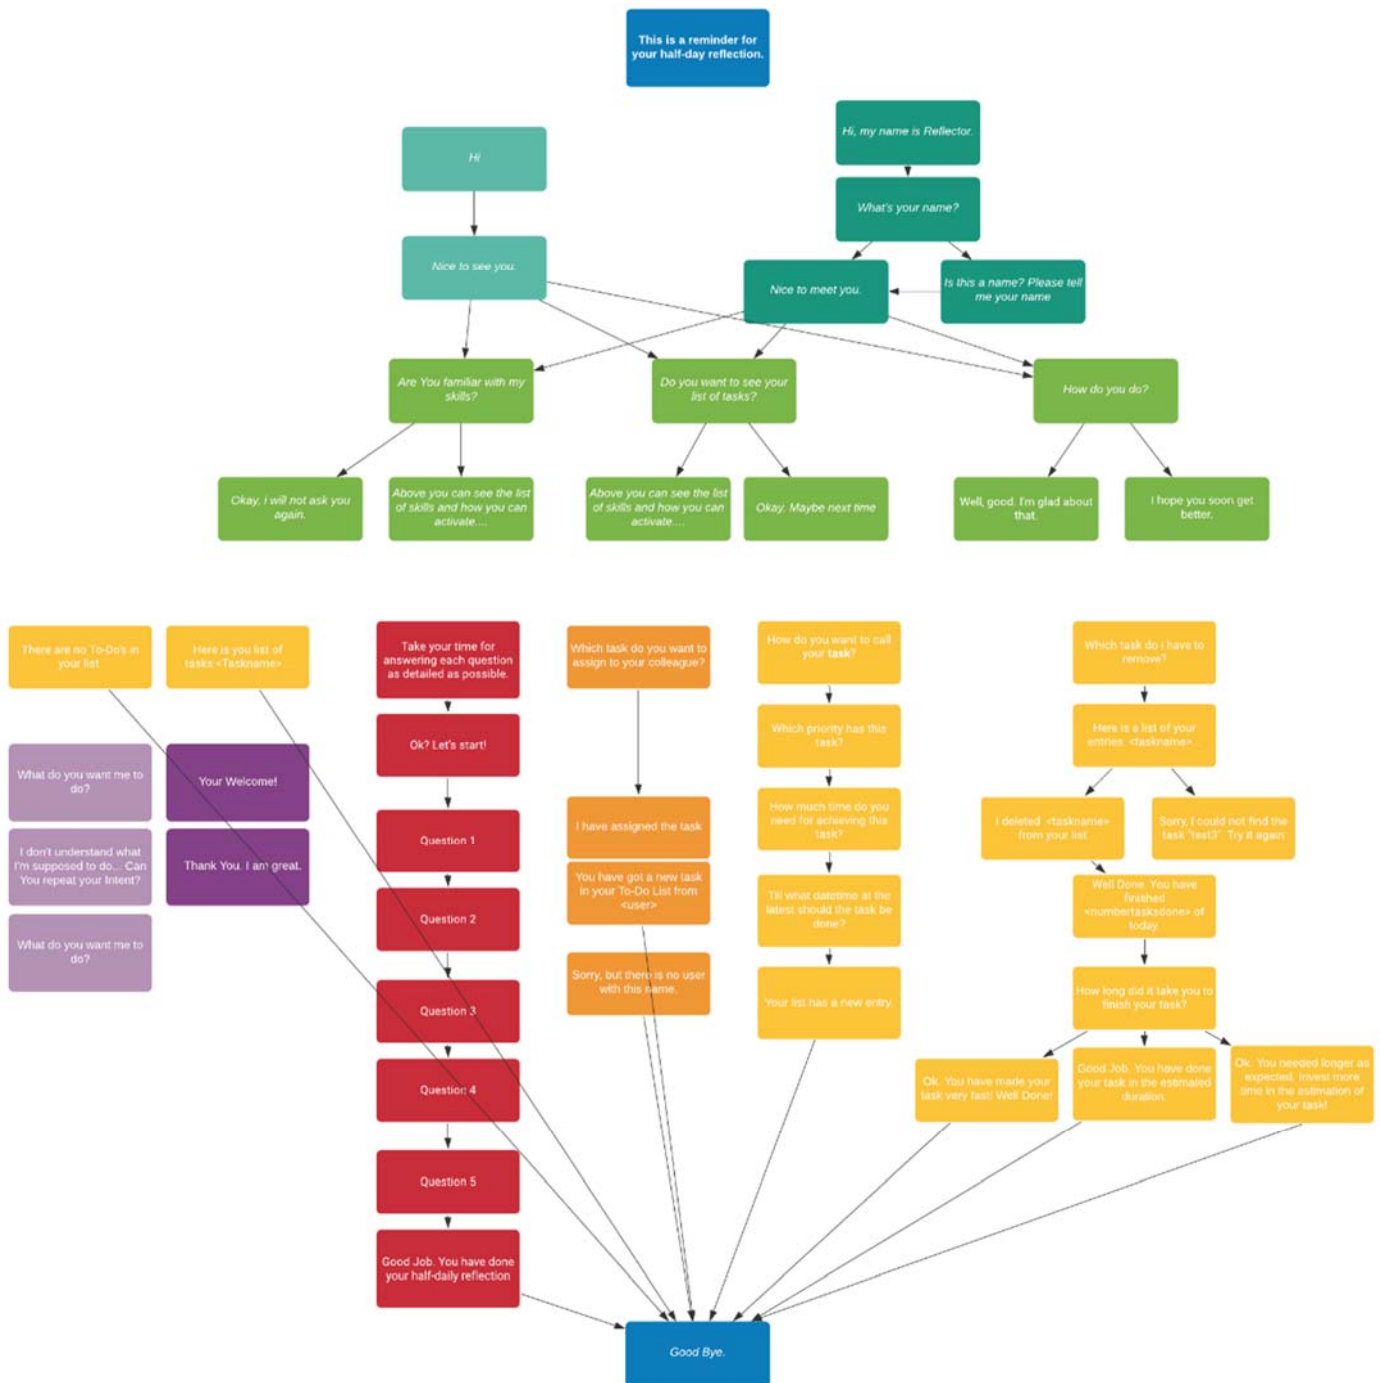 This is a reminder for
your half-day reflection.
Hi
Nice to see you.
Hi, my name is Reflector.
What's your name?
Nice to meet you.
Is this a name? Please tell
me your name
Are You familiar with my
skills?
Do you want to see your
list of tasks?
How do you do?
Okay, i will not ask you
again.
Above you can see the list
of skills and how you can
activate....
Above you can see the list
of skills and how you can
activate....
Okay, Maybe next time
Well, good. I'm glad about
that.
I hope you soon get
better.
There are no To-Do's in
your list
Here is you list of
tasks <Taskname>
What do you want me to
do?
I don't understand what
I'm supposed to do... Can
You repeat your Intent?
What do you want me to
do?
Your Welcome!
Thank You. I am great.
Take your time for
answering each question
as detailed as possible.
Ok? Let's start!
Question 1
Question 2
Question 3
Question 4
Question 5
Good Job. You have done
your half-daily reflection
Which task do you want to
assign to your colleague?
I have assigned the task
You have got a new task
in your To-Do List from
<user>
Sorry, but there is no user
with this name.
How do you want to call
your task?
Which priority has this
task?
How much time do you
need for achieving this
task?
Till what datetime at the
latest should the task be
done?
Your list has a new entry.
Which task do i have to
remove?
Here is a list of your
entries. <taskname>...
I deleted <taskname>
from your list
Sorry, I could not find the
task "test3". Try it again.
Well Done. You have
finished
<numbertasksdone> of
today.
How long did it take you to
finish your task?
Ok. You have made your
task very fast! Well Done!
Good Job. You have done
your task in the estimated
duration
Ok. You needed longer as
expected. Invest more
time in the estimation of
your task!
Good Bye.